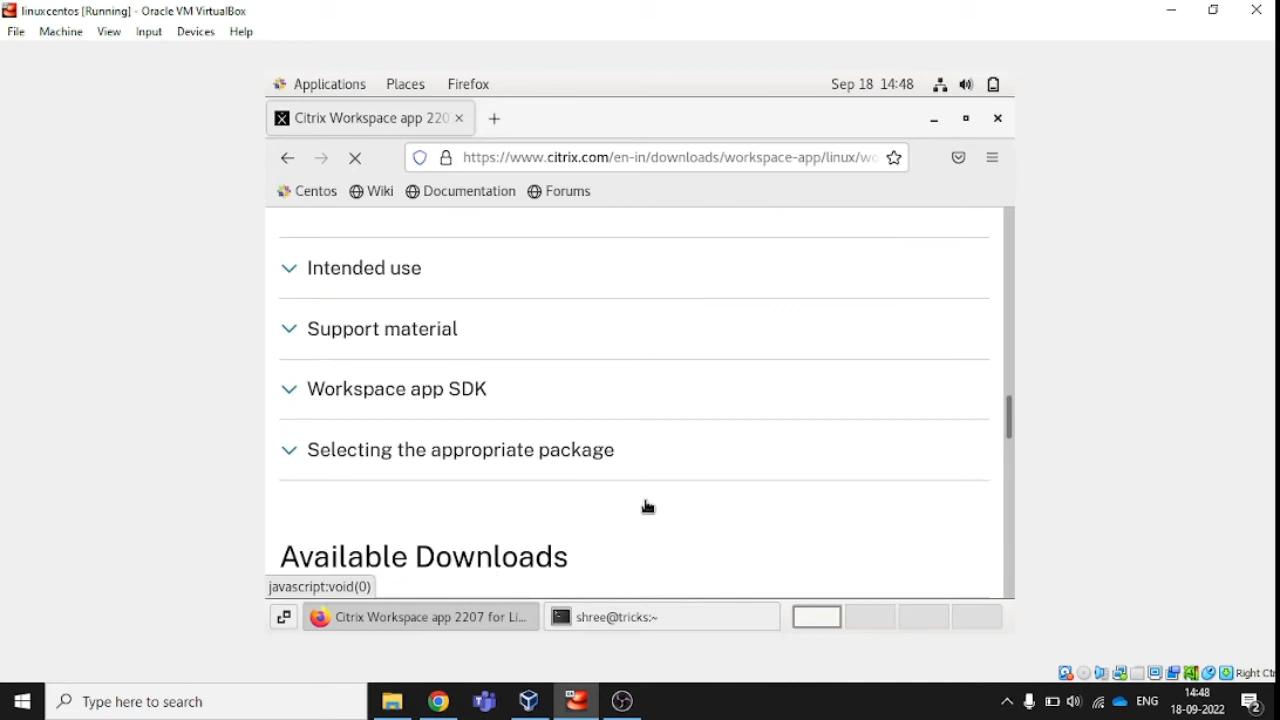 linuxcentos [Running] - Oracle VM VirtualBox
File Machine View Input Devices Help
Applications Places Firefox Sep 18 14:48
Citrix Workspace app 220
https://www.citrix.com/en-in/downloads/workspace-app/linux/wo
Centos Wiki Documentation Forums
Intended use
Support material
Workspace app SDK
Selecting the appropriate package
Available Downloads
javascript:void(0)
Citrix Workspace app 2207 for Li... shree@tricks:~
Right Ct
Type here to search
ENG
14:48
18-09-2022
2